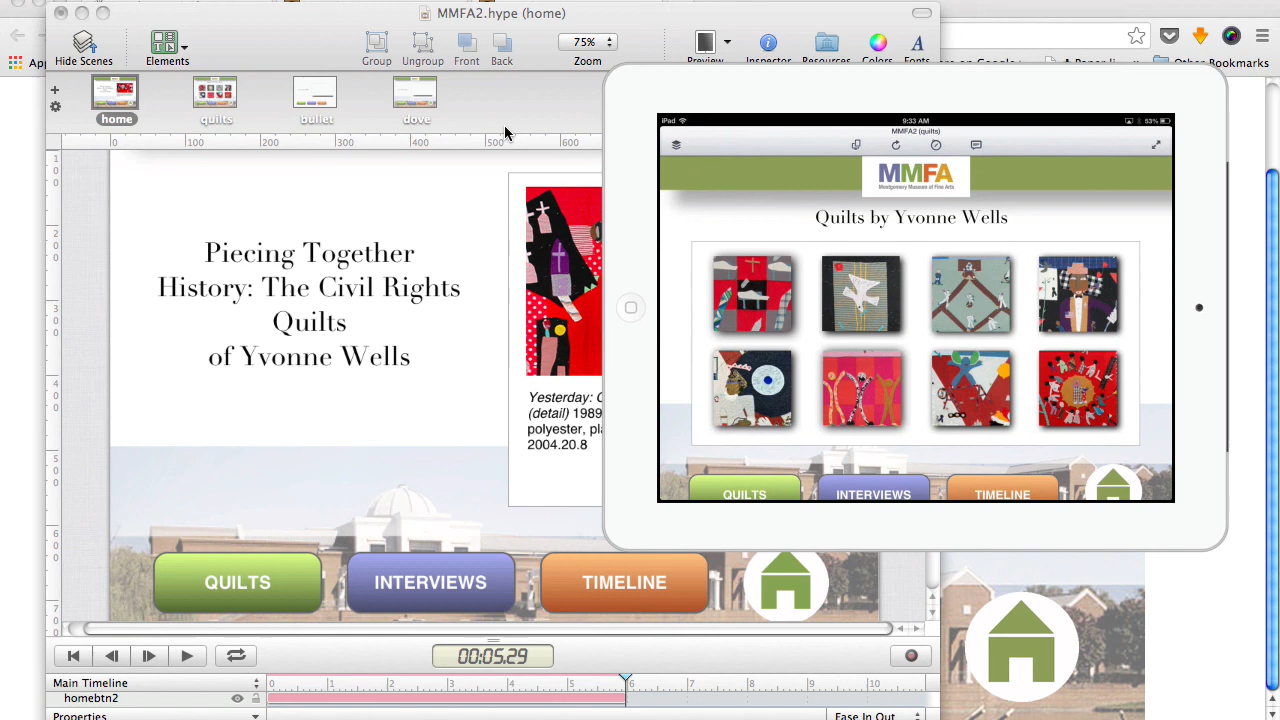 MMFA2.hype (home)
Hide Scenes
Elements
Group
Ungroup
Front
Back
75%
Zoom
Preview
Inspector
Resources
Colors
Fonts
Other Bookmarks
home
quilts
bullet
dove
0 100 200 300 400 500 600
Piecing Together
History: The Civil Rights
Quilts
of Yvonne Wells
Yesterday:
(detail) 1989
polyester,
2004.20.8
QUILTS
INTERVIEWS
TIMELINE
iPad
9:33 AM
53%
MMFA2 (quilts)
MMFA
Montgomery Museum of Fine Arts
Quilts by Yvonne Wells
QUILTS
INTERVIEWS
TIMELINE
00:05.29
Main Timeline
0 1 2 3 4 5 6 7 8 9 10
homebtn2
Properties
Ease In Out